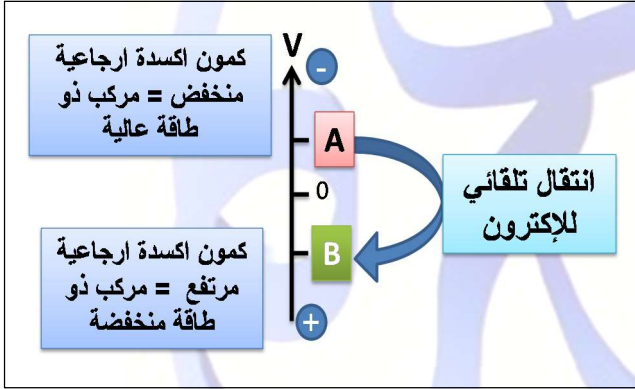 كمون اكسدة ارجاعية
منخفض = مركب ذو
طاقة عالية
V
-
A
0
B
+
انتقال تلقائي
للإكترون
كمون اكسدة ارجاعية
مرتفع = مركب ذو
طاقة منخفضة